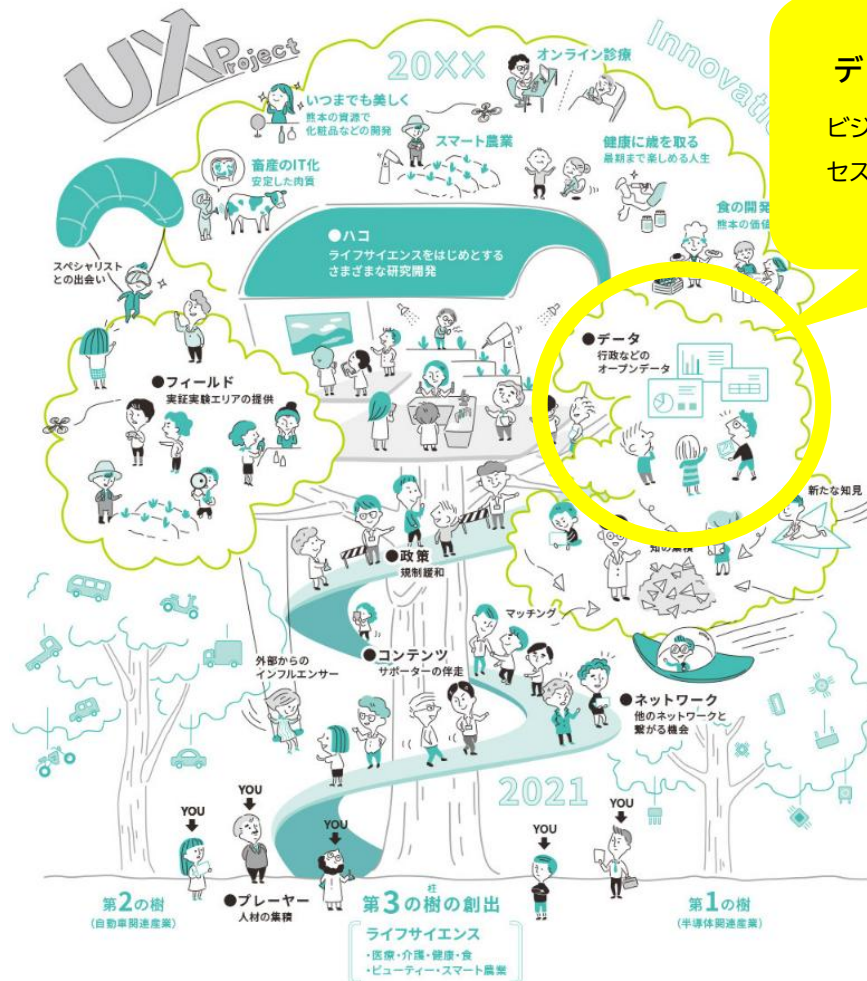 UX Project
20XX
Innovatio
オンライン診療
いつまでも美しく
熊本の資源で
化粧品などの開発
スマート農業
健康に歳を取る
最期まで楽しめる人生
畜産のIT化
安定した肉質
食の開発
熊本の価値
デ
ビジ
セス
●ハコ
ライフサイエンスをはじめとする
さまざまな研究開発
スペシャリスト
との出会い
●フィールド
実証実験エリアの提供
●データ
行政などの
オープンデータ
新たな知見
知の集積
●政策
規制緩和
マッチング
●コンテンツ
サポーターの伴走
外部からの
インフルエンサー
●ネットワーク
他のネットワークと
繋がる機会
2021
YOU
YOU
YOU
YOU
YOU
●プレーヤー
人材の集積
第2の樹
(自動車関連産業)
柱
第3の樹の創出
第1の樹
(半導体関連産業)
ライフサイエンス
・医療・介護・健康・食
・ビューティー・スマート農業